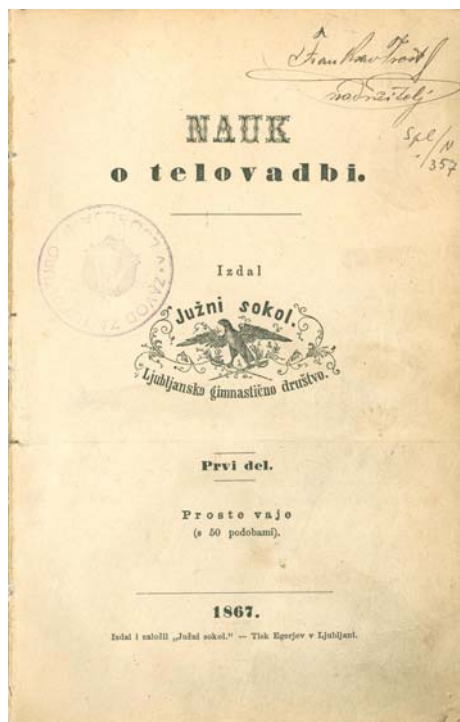 nadučitelj
Spl/N
357
NAUK
o telovadbi.
Izdal
Južni sokol.
Ljubljansko gimnastično društvo.
Prvi del.
Proste vaje
(s 50 podobami).
1867.
Izdal i založil „Južni sokol.“ — Tisk Egerjev v Ljubljani.